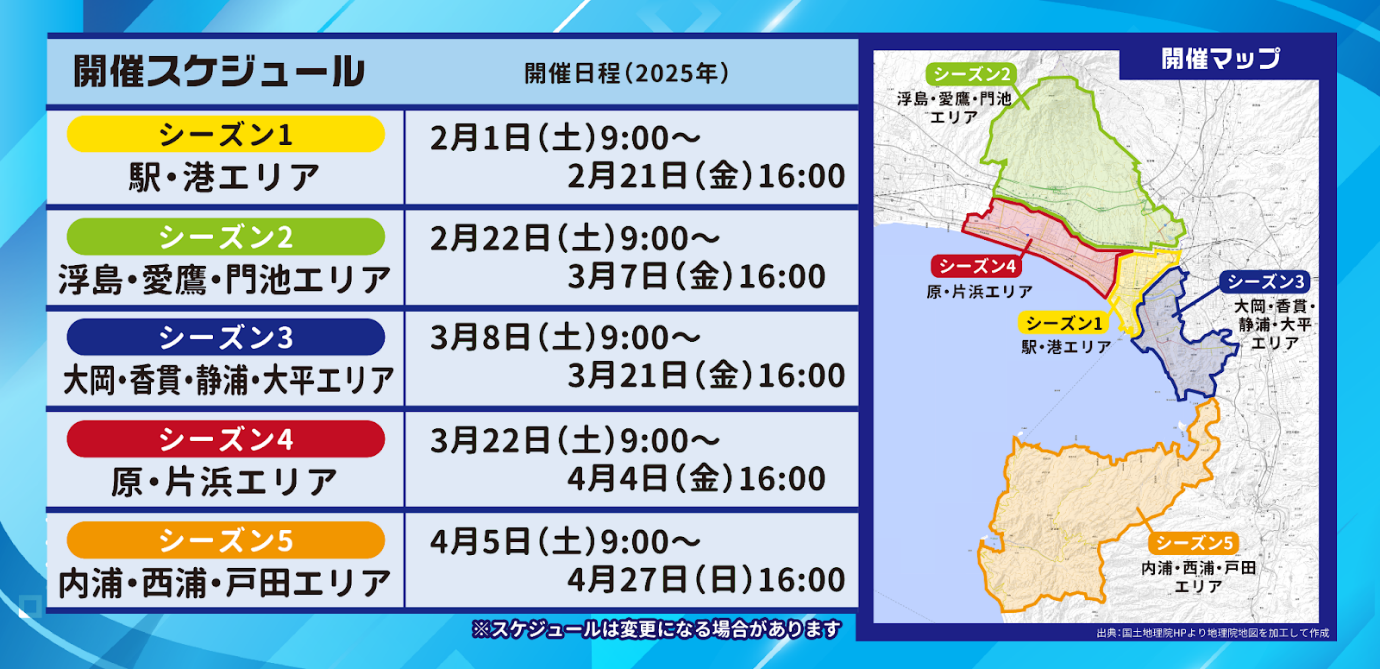 開催スケジュール
開催日程(2025年)
シーズン1
駅・港エリア
2月1日(土)9:00〜
2月21日(金)16:00
シーズン2
浮島・愛鷹・門池エリア
2月22日(土)9:00〜
3月7日(金)16:00
シーズン3
大岡・香貫・静浦・大平エリア
3月8日(土)9:00〜
3月21日(金)16:00
シーズン4
原・片浜エリア
3月22日(土)9:00〜
4月4日(金)16:00
シーズン5
内浦・西浦・戸田エリア
4月5日(土)9:00〜
4月27日(日)16:00
※スケジュールは変更になる場合があります
開催マップ
シーズン2
浮島・愛鷹・門池
エリア
シーズン4
原・片浜エリア
シーズン1
駅・港エリア
シーズン3
大岡・香貫・
静浦・大平
エリア
シーズン5
内浦・西浦・戸田
エリア
出典:国土地理院HPより地理院地図を加工して作成